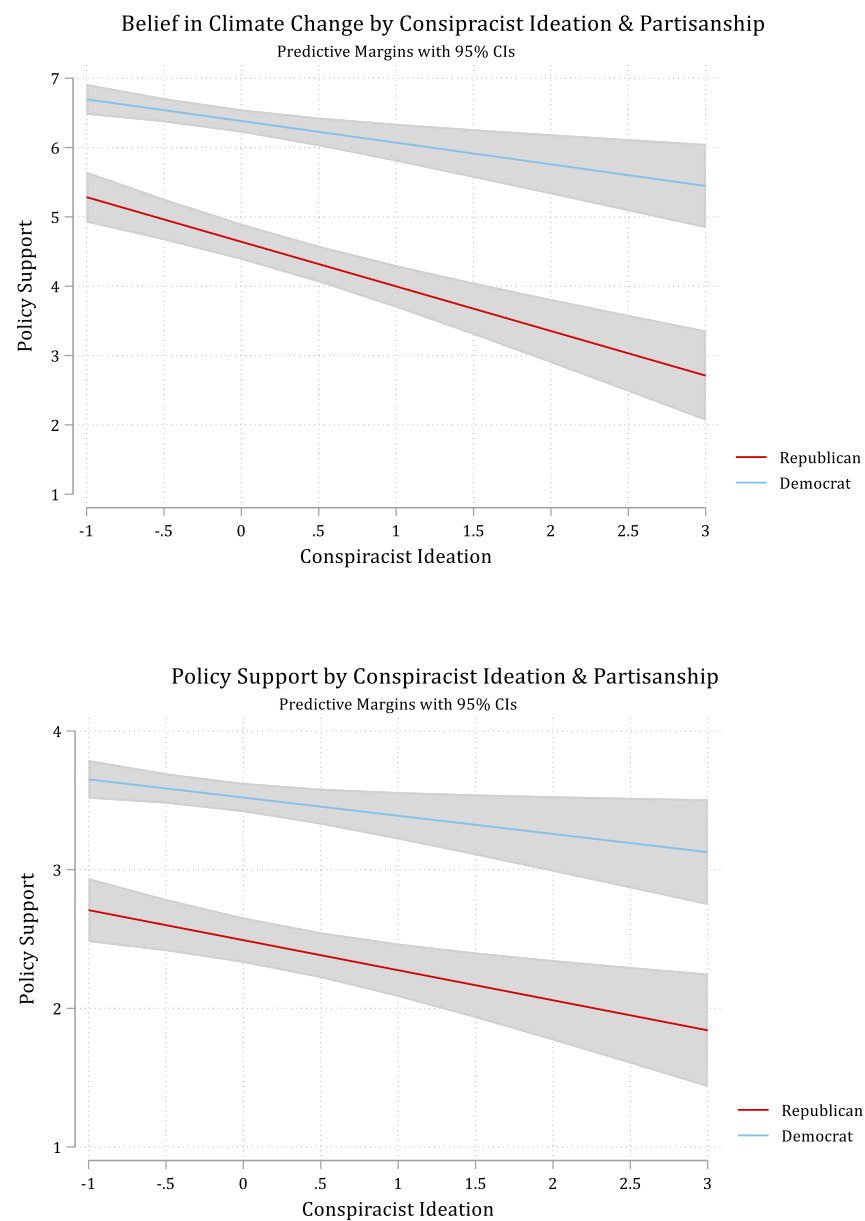 Belief in Climate Change by Consipracist Ideation & Partisanship
Predictive Margins with 95% CIs
7
6
5
4
3
2
1
Policy Support
Republican
Democrat
-1 -.5 0 .5 1 1.5 2 2.5 3
Conspiracist Ideation
Policy Support by Conspiracist Ideation & Partisanship
Predictive Margins with 95% CIs
4
3
2
1
Policy Support
Republican
Democrat
-1 -.5 0 .5 1 1.5 2 2.5 3
Conspiracist Ideation